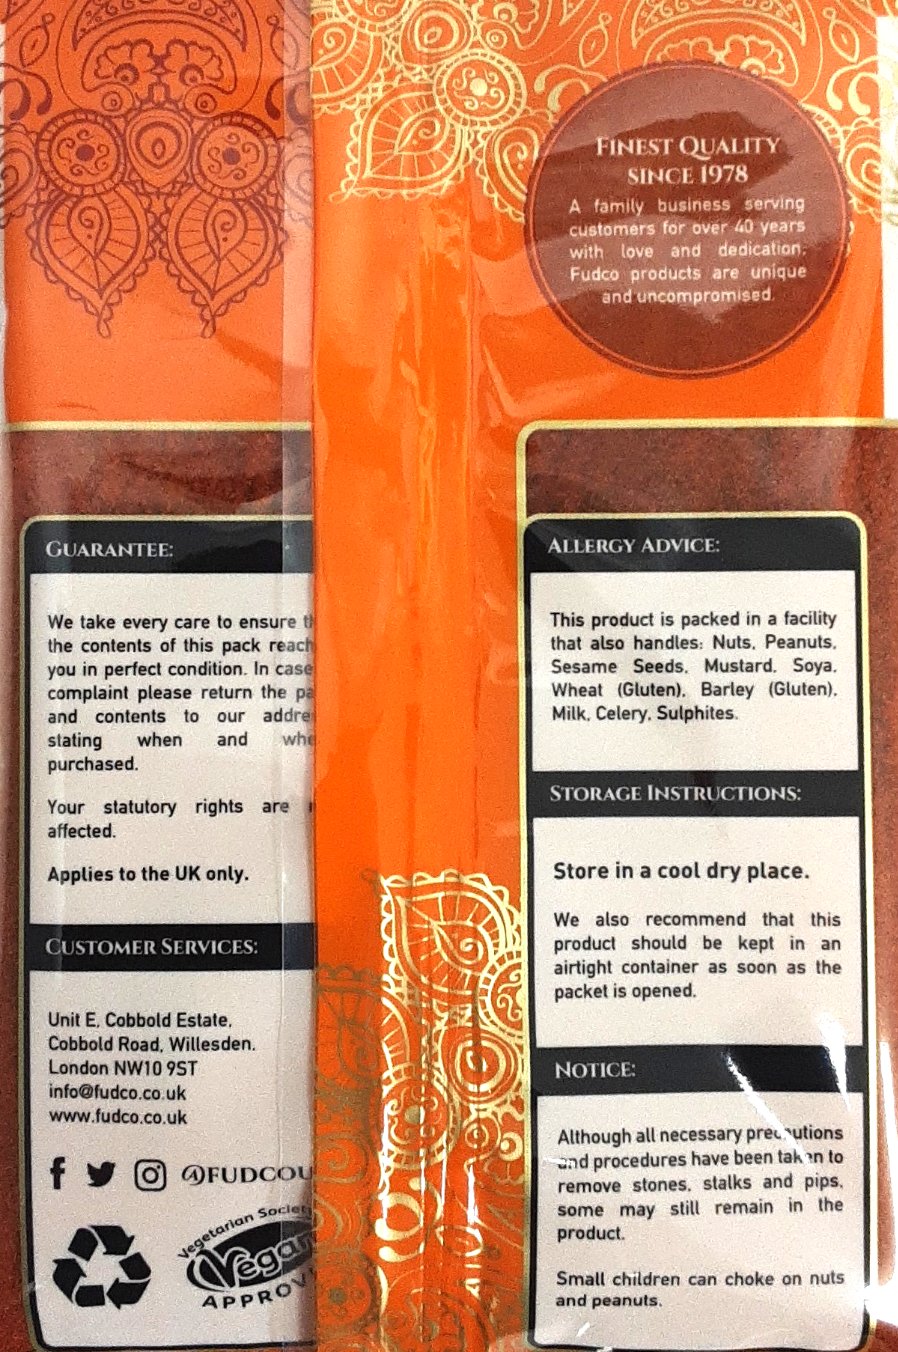 FINEST QUALITY
SINCE 1978
A family business serving
customers for over 40 years
with love and dedication.
Fudco products are unique
and uncompromised.
GUARANTEE:
We take every care to ensure
the contents of this pack reach
you in perfect condition. In case
complaint please return the
and contents to our addre
stating when and whe
purchased.
Your statutory rights are
affected.
Applies to the UK only.
CUSTOMER SERVICES:
Unit E, Cobbold Estate,
Cobbold Road, Willesden.
London NW10 9ST
info@fudco.co.uk
www.fudco.co.uk
@FUDCOU
Vegetarian Society
Vegan
APPROV
ALLERGY ADVICE:
This product is packed in a facility
that also handles: Nuts, Peanuts,
Sesame Seeds, Mustard, Soya,
Wheat (Gluten), Barley (Gluten),
Milk, Celery, Sulphites.
STORAGE INSTRUCTIONS:
Store in a cool dry place.
We also recommend that this
product should be kept in an
airtight container as soon as the
packet is opened.
NOTICE:
Although all necessary precautions
and procedures have been taken to
remove stones, stalks and pips,
some may still remain in the
product.
Small children can choke on nuts
and peanuts.